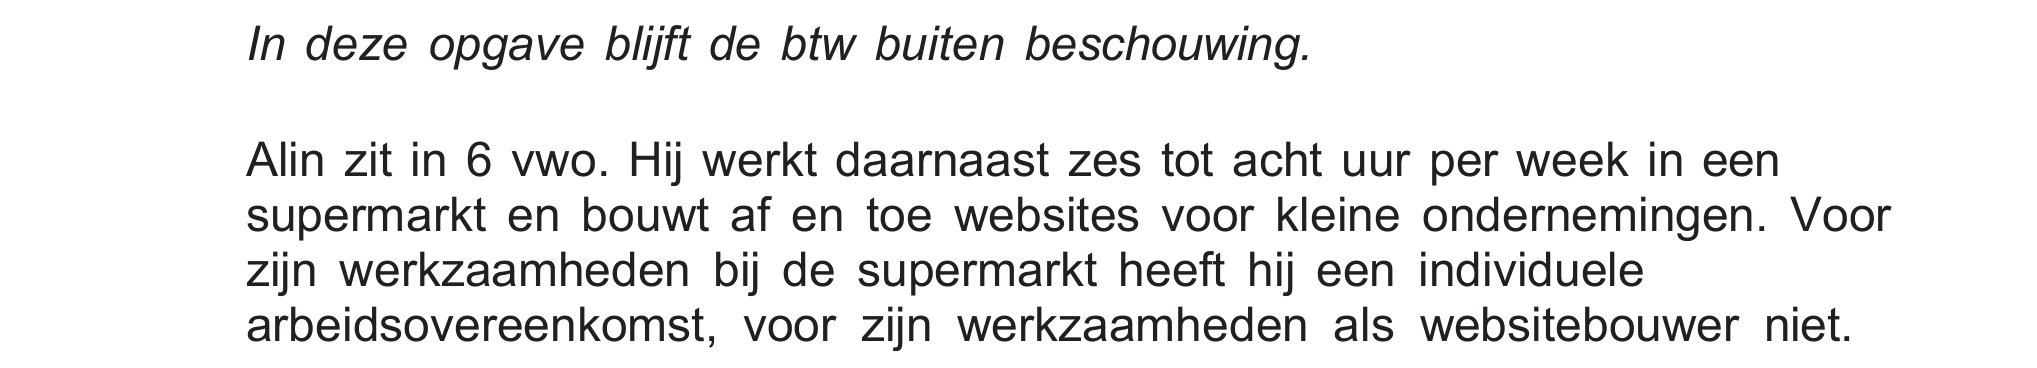 In deze opgave blijft de btw buiten beschouwing.
Alin zit in 6 vwo. Hij werkt daarnaast zes tot acht uur per week in een
supermarkt en bouwt af en toe websites voor kleine ondernemingen. Voor
zijn werkzaamheden bij de supermarkt heeft hij een individuele
arbeidsovereenkomst, voor zijn werkzaamheden als websitebouwer niet.